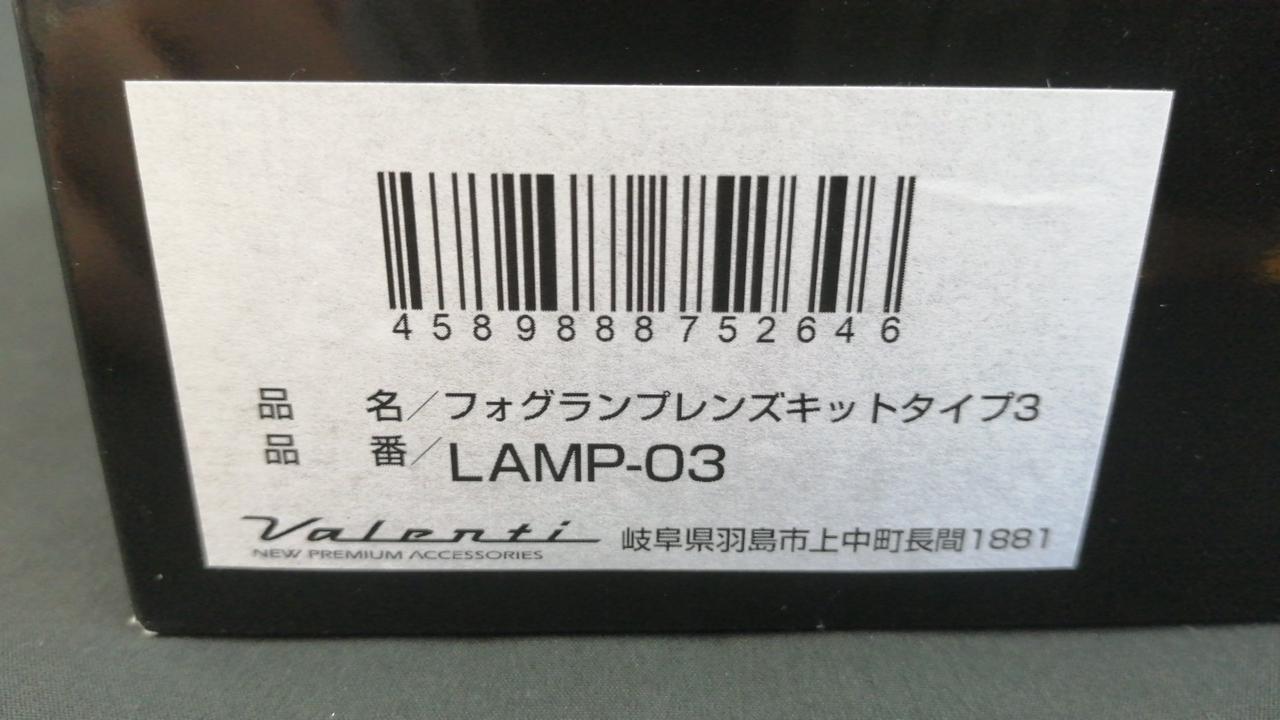 4589888752646
品 名／フォグランプレンズキットタイプ3
品 番／LAMP-03
Valenti 岐阜県羽島市上中町長間1881
NEW PREMIUM ACCESSORIES